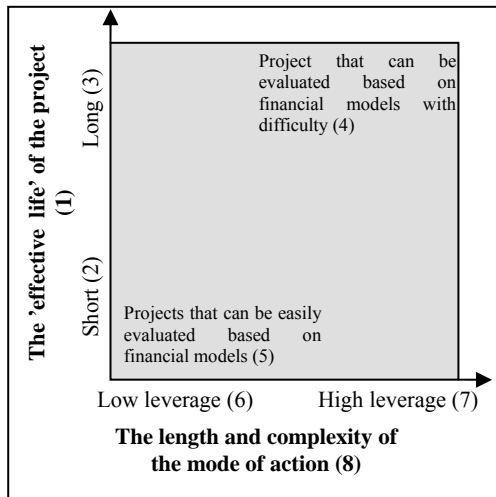 The 'effective life' of the project
(1)
Long (3)
Short (2)
Project that can be
evaluated based on
financial models with
difficulty (4)
Projects that can be easily
evaluated based on
financial models (5)
Low leverage (6)
High leverage (7)
The length and complexity of
the mode of action (8)